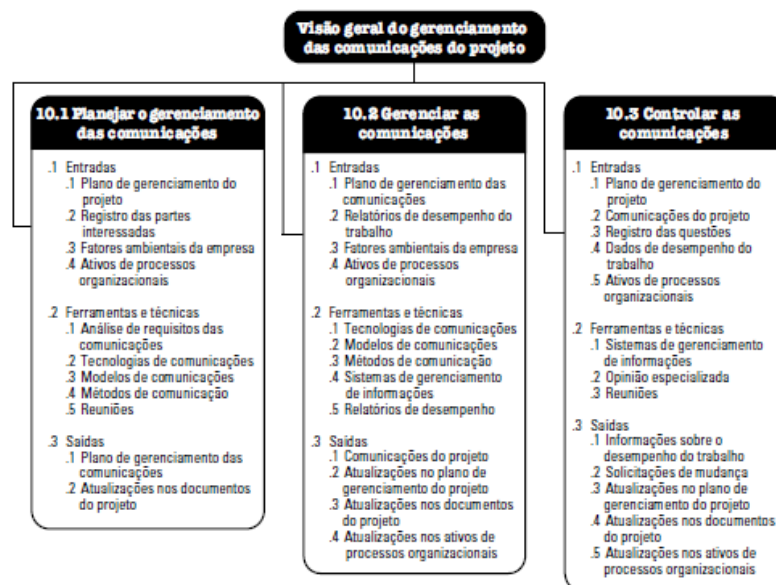 Visão geral do gerenciamento
das comunicações do projeto
10.1 Planejar o gerenciamento
das comunicações
.1 Entradas
.1 Plano de gerenciamento do
projeto
.2 Registro das partes
interessadas
.3 Fatores ambientais da empresa
.4 Ativos de processos
organizacionais
.2 Ferramentas e técnicas
.1 Análise de requisitos das
comunicações
.2 Tecnologias de comunicações
.3 Modelos de comunicações
.4 Métodos de comunicação
.5 Reuniões
.3 Saídas
.1 Plano de gerenciamento das
comunicações
.2 Atualizações nos documentos
do projeto
10.2 Gerenciar as
comunicações
.1 Entradas
.1 Plano de gerenciamento das
comunicações
.2 Relatórios de desempenho do
trabalho
.3 Fatores ambientais da empresa
.4 Ativos de processos
organizacionais
.2 Ferramentas e técnicas
.1 Tecnologias de comunicações
.2 Modelos de comunicações
.3 Métodos de comunicação
.4 Sistemas de gerenciamento
de informações
.5 Relatórios de desempenho
.3 Saídas
.1 Comunicações do projeto
.2 Atualizações no plano de
gerenciamento do projeto
.3 Atualizações nos documentos
do projeto
.4 Atualizações nos ativos de
processos organizacionais
10.3 Controlar as
comunicações
.1 Entradas
.1 Plano de gerenciamento do
projeto
.2 Comunicações do projeto
.3 Registro das questões
.4 Dados de desempenho do
trabalho
.5 Ativos de processos
organizacionais
.2 Ferramentas e técnicas
.1 Sistemas de gerenciamento
de informações
.2 Opinião especializada
.3 Reuniões
.3 Saídas
.1 Informações sobre o
desempenho do trabalho
.2 Solicitações de mudança
.3 Atualizações no plano de
gerenciamento do projeto
.4 Atualizações nos documentos
do projeto
.5 Atualizações nos ativos de
processos organizacionais